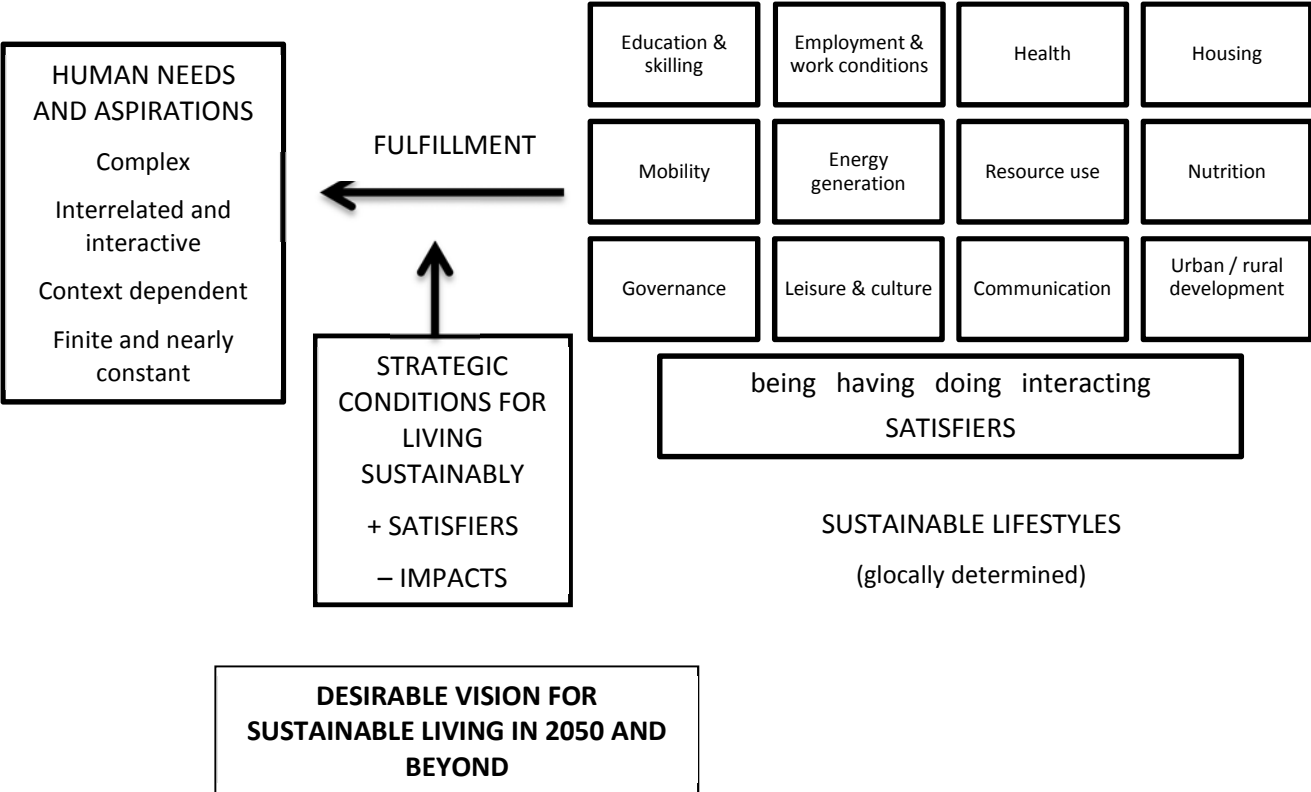 HUMAN NEEDS
AND ASPIRATIONS
Complex
Interrelated and
interactive
Context dependent
Finite and nearly
constant
FULFILLMENT
STRATEGIC
CONDITIONS FOR
LIVING
SUSTAINABLY
+ SATISFIERS
– IMPACTS
Education &
skilling
Employment &
work conditions
Health
Housing
Mobility
Energy
generation
Resource use
Nutrition
Governance
Leisure & culture
Communication
Urban / rural
development
being having doing interacting
SATISFIERS
SUSTAINABLE LIFESTYLES
(glocally determined)
DESIRABLE VISION FOR
SUSTAINABLE LIVING IN 2050 AND
BEYOND